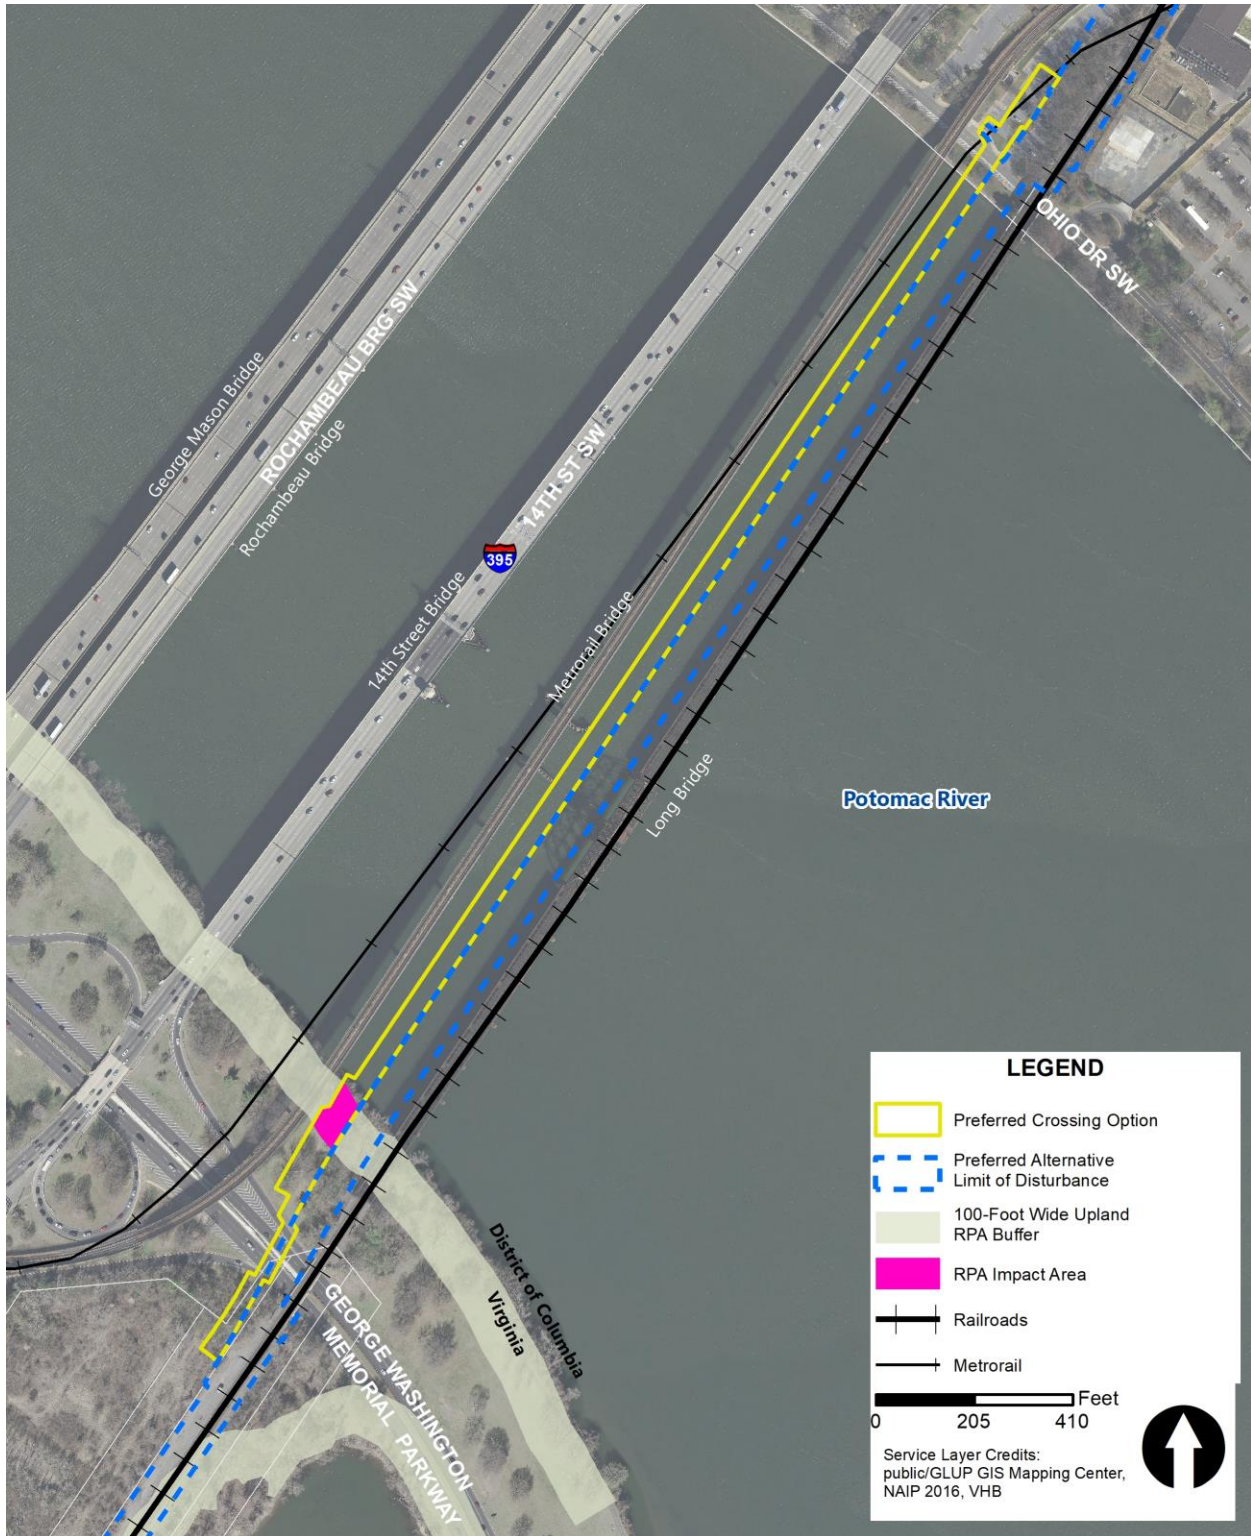 OHIO DR SW
George Mason Bridge
ROCHAMBEAU BRG SW
Rochambeau Bridge
14TH ST SW
395
14th Street Bridge
Metrorail Bridge
Long Bridge
Potomac River
District of Columbia
Virginia
GEORGE WASHINGTON
MEMORIAL PARKWAY
LEGEND
Preferred Crossing Option
Preferred Alternative
Limit of Disturbance
100-Foot Wide Upland
RPA Buffer
RPA Impact Area
Railroads
Metrorail
Feet
0 205 410
Service Layer Credits:
public/GLUP GIS Mapping Center,
NAIP 2016, VHB